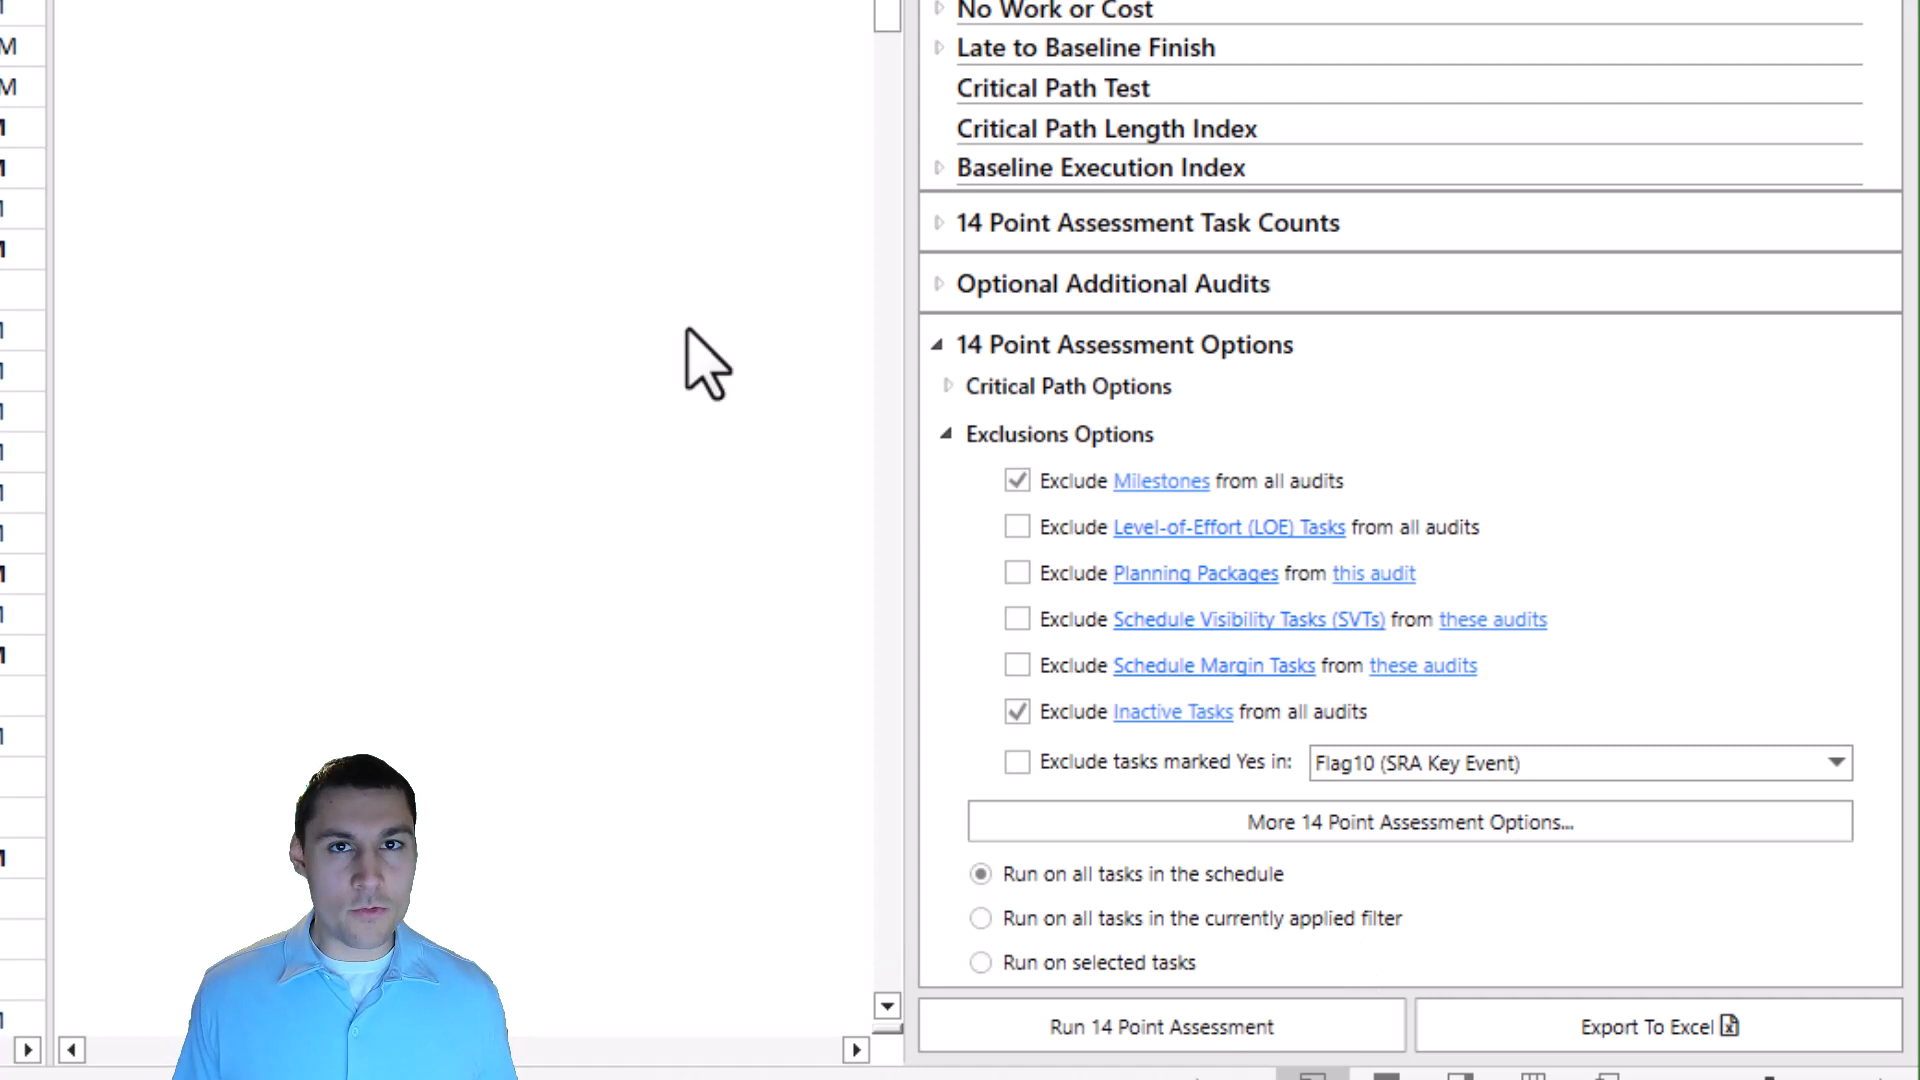 No Work or Cost
Late to Baseline Finish
Critical Path Test
Critical Path Length Index
Baseline Execution Index
14 Point Assessment Task Counts
Optional Additional Audits
14 Point Assessment Options
Critical Path Options
Exclusions Options
Exclude Milestones from all audits
Exclude Level-of-Effort (LOE) Tasks from all audits
Exclude Planning Packages from this audit
Exclude Schedule Visibility Tasks (SVTs) from these audits
Exclude Schedule Margin Tasks from these audits
Exclude Inactive Tasks from all audits
Exclude tasks marked Yes in: Flag10 (SRA Key Event)
More 14 Point Assessment Options...
Run on all tasks in the schedule
Run on all tasks in the currently applied filter
Run on selected tasks
Run 14 Point Assessment
Export To Excel